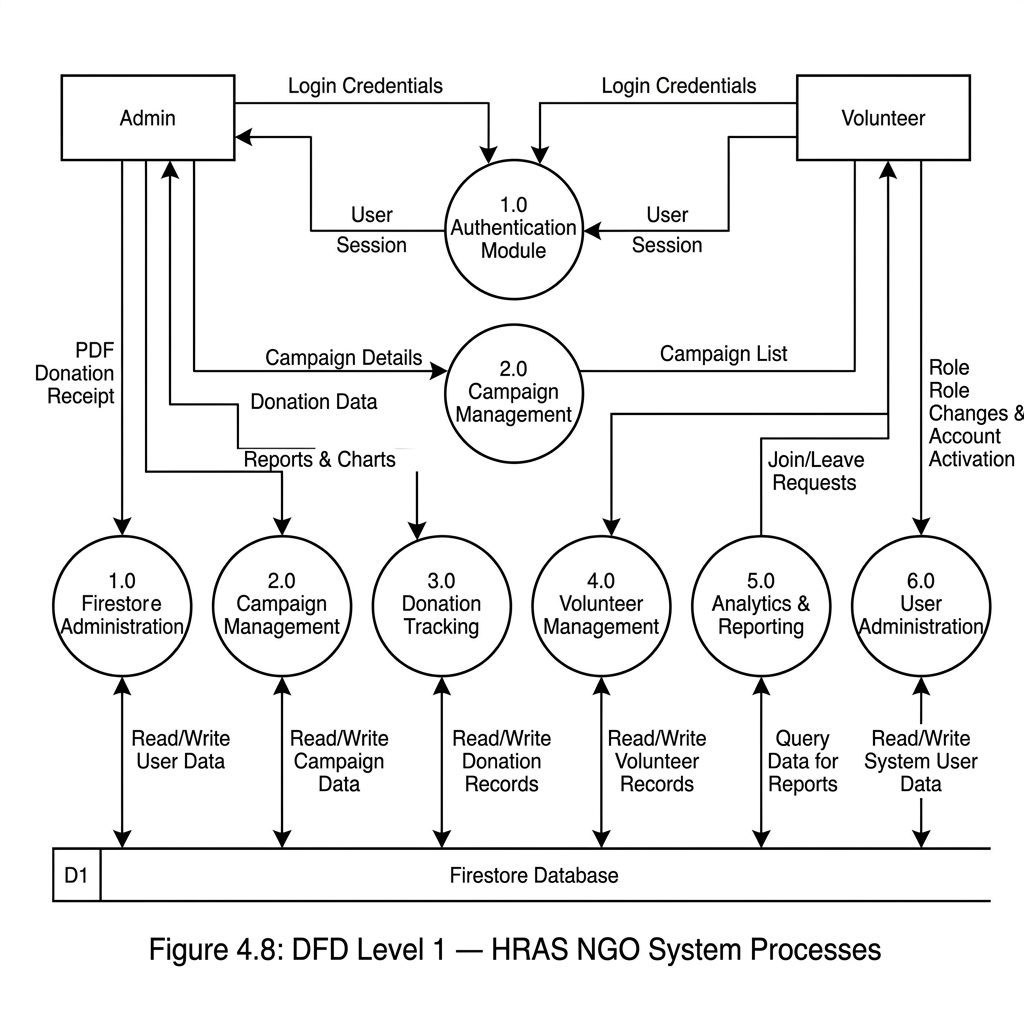 Login Credentials
Login Credentials
Admin
Volunteer
1.0
Authentication
Module
User
Session
User
Session
PDF
Donation
Receipt
Campaign Details
2.0
Campaign
Management
Campaign List
Donation Data
Reports & Charts
Role
Role
Changes &
Account
Activation
Join/Leave
Requests
1.0
Firestore
Administration
2.0
Campaign
Management
3.0
Donation
Tracking
4.0
Volunteer
Management
5.0
Analytics &
Reporting
6.0
User
Administration
Read/Write
User Data
Read/Write
Campaign
Data
Read/Write
Donation
Records
Read/Write
Volunteer
Records
Query
Data for
Reports
Read/Write
System User
Data
D1
Firestore Database
Figure 4.8: DFD Level 1 — HRAS NGO System Processes